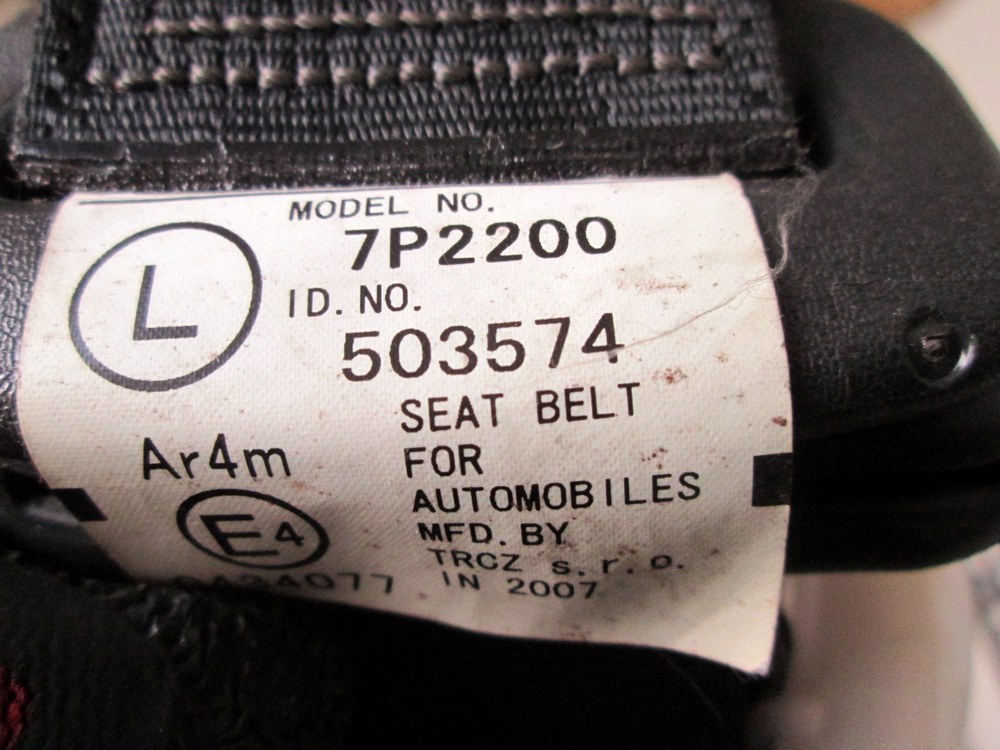 MODEL NO.
7P2200
L
ID. NO.
503574
SEAT BELT
FOR
AUTOMOBILES
MFD. BY
TRCZ s.r.o.
IN 2007
Ar4m
E4